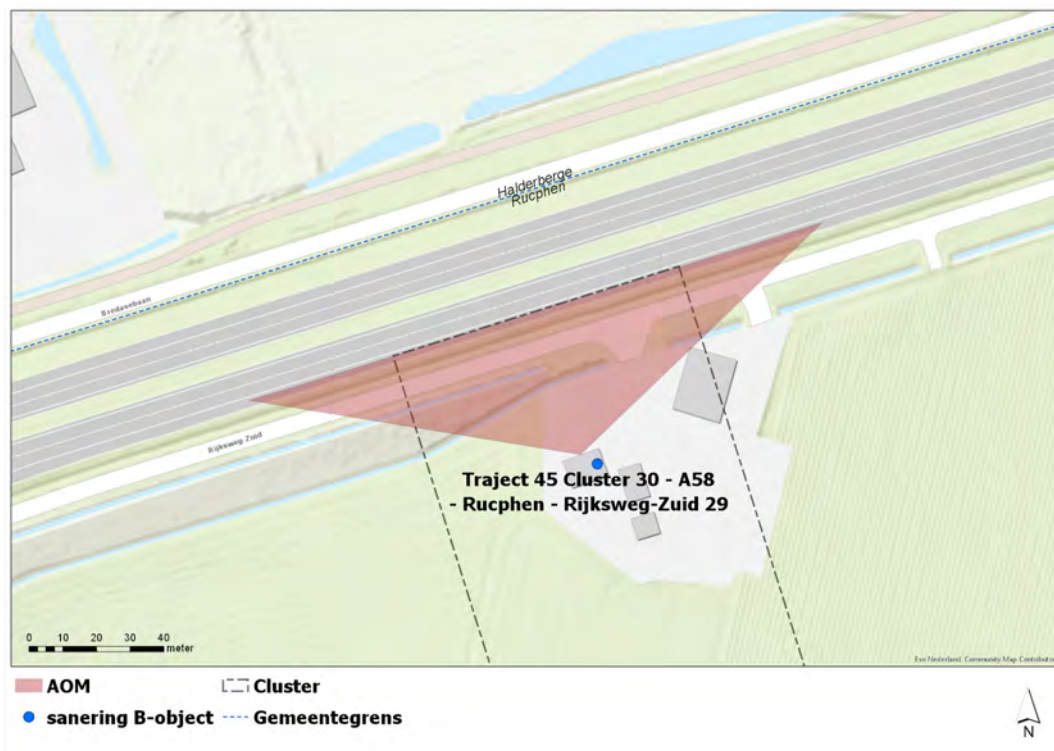 Halderberge
Rucphen
Bredasebaan
Rijksweg Zuid
Traject 45 Cluster 30 - A58
- Rucphen - Rijksweg-Zuid 29
0 10 20 30 40
meter
Esri Nederland, Community Map Contributors
AOM
Cluster
sanering B-object
Gemeentegrens
N